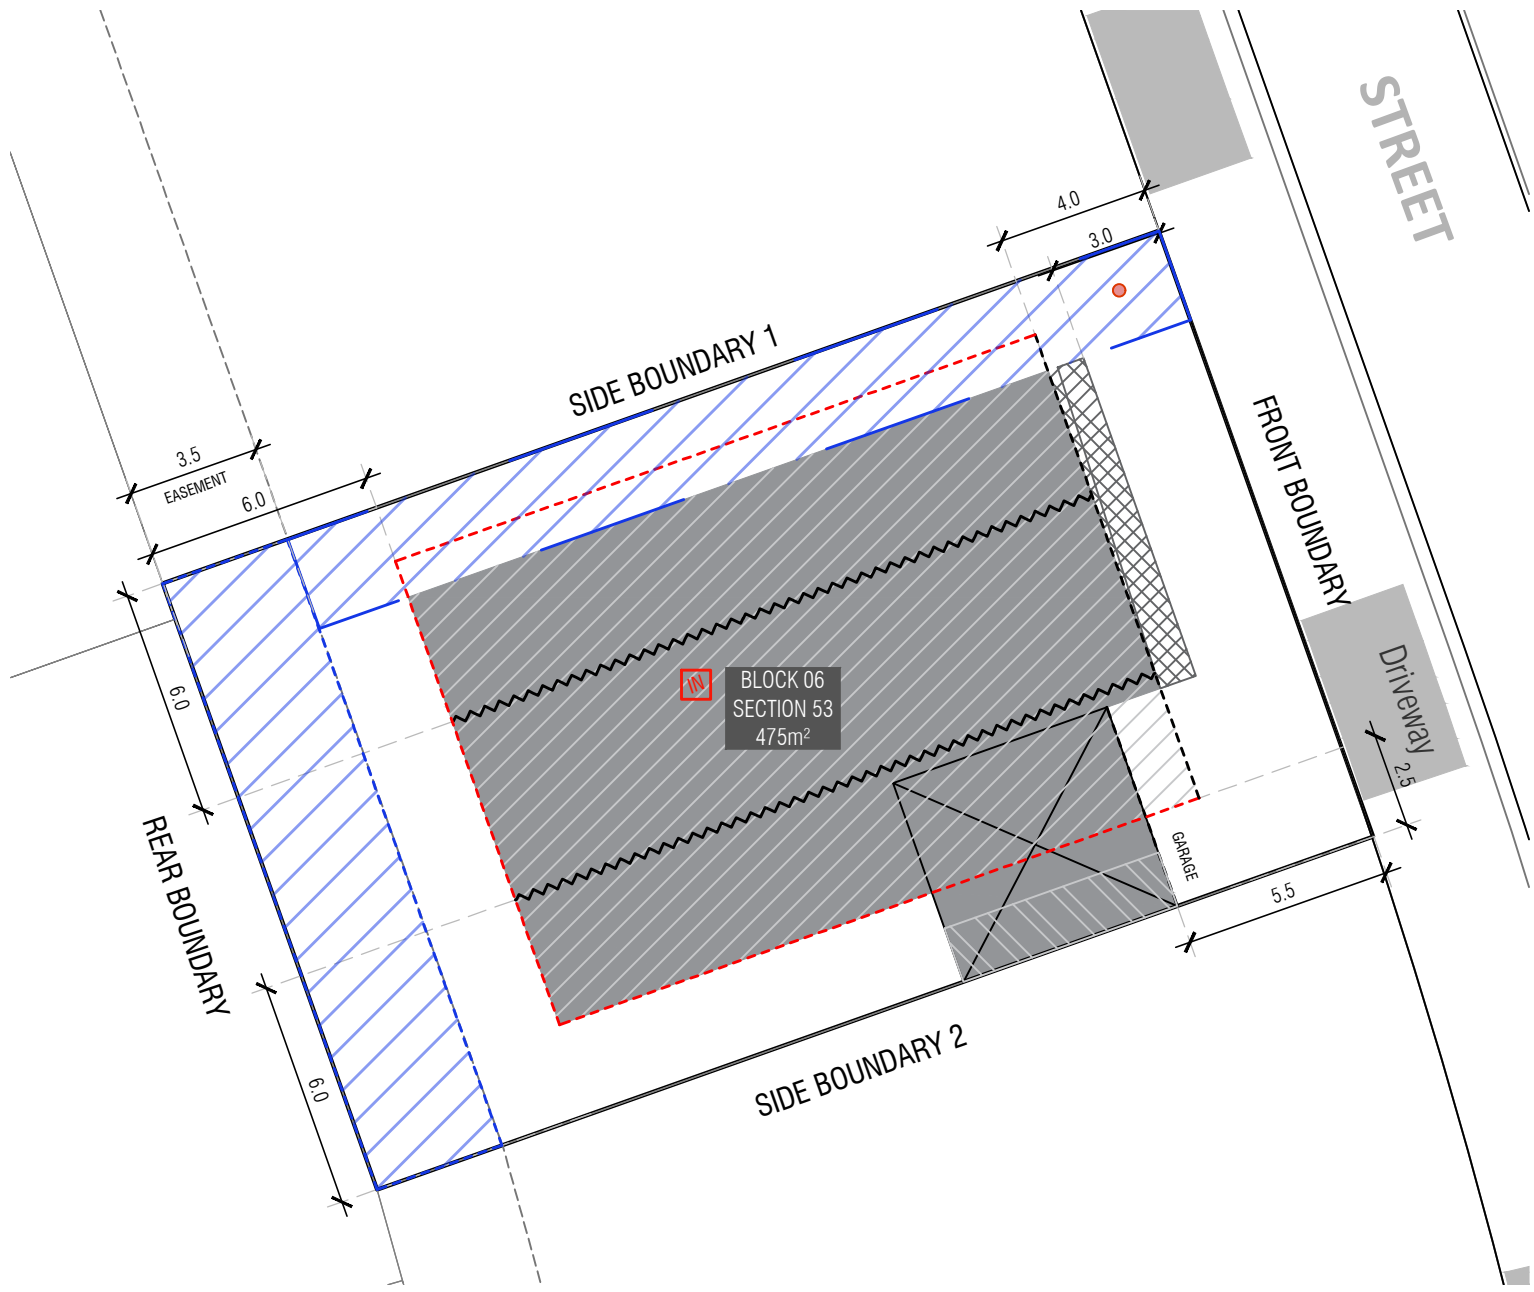 STREET
4.0
3.0
SIDE BOUNDARY 1
3.5
EASEMENT
6.0
FRONT BOUNDARY
6.0
IN
BLOCK 06
SECTION 53
475m²
Driveway
2.5
REAR BOUNDARY
GARAGE
5.5
6.0
SIDE BOUNDARY 2